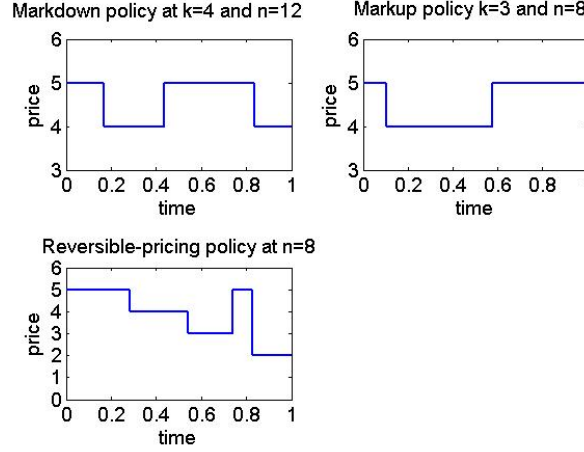 Markdown policy at k=4 and n=12
6
5
4
3
price
0 0.2 0.4 0.6 0.8 1
time
Markup policy k=3 and n=8
6
5
4
3
price
0 0.2 0.4 0.6 0.8
time
Reversible-pricing policy at n=8
6
5
4
3
2
1
0
price
0 0.2 0.4 0.6 0.8 1
time